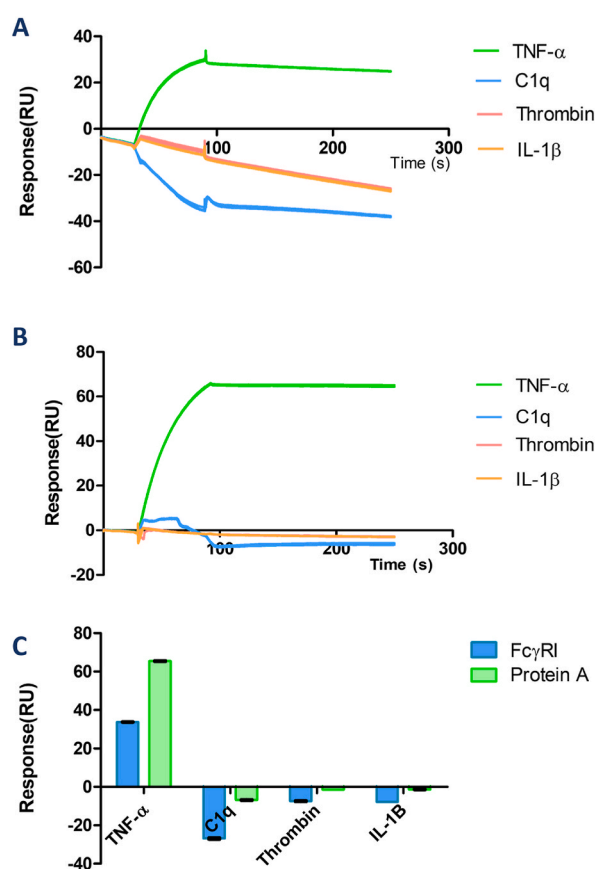 A
Response(RU)
40
20
0
-20
-40
-60
100
200
300
Time (s)
TNF-α
C1q
Thrombin
IL-1β
B
Response(RU)
80
60
40
20
0
-20
100
200
300
Time (s)
TNF-α
C1q
Thrombin
IL-1β
C
Response(RU)
80
60
40
20
0
-20
-40
TNF-α
C1q
Thrombin
IL-1B
FcγRI
Protein A